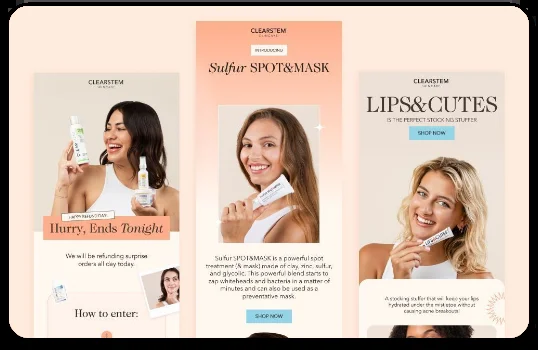 CLEARSTEM
SKINCARE
Hurry, Ends Tonight
We will be refunding surprise
orders all day today.
How to enter:
CLEARSTEM
SKINCARE
INTRODUCING
Sulfur SPOT&MASK
Sulfur SPOT&MASK is a powerful spot
treatment (& mask) made of clay, zinc, sulfur,
and glycolic. This powerful blend starts to
zap whiteheads and bacteria in a matter of
minutes and can also be used as a
preventative mask.
SHOP NOW
CLEARSTEM
SKINCARE
LIPS&CUTES
IS THE PERFECT STOCKING STUFFER
SHOP NOW
A stocking stuffer that will keep your lips
hydrated under the mistletoe without
causing acne breakouts!